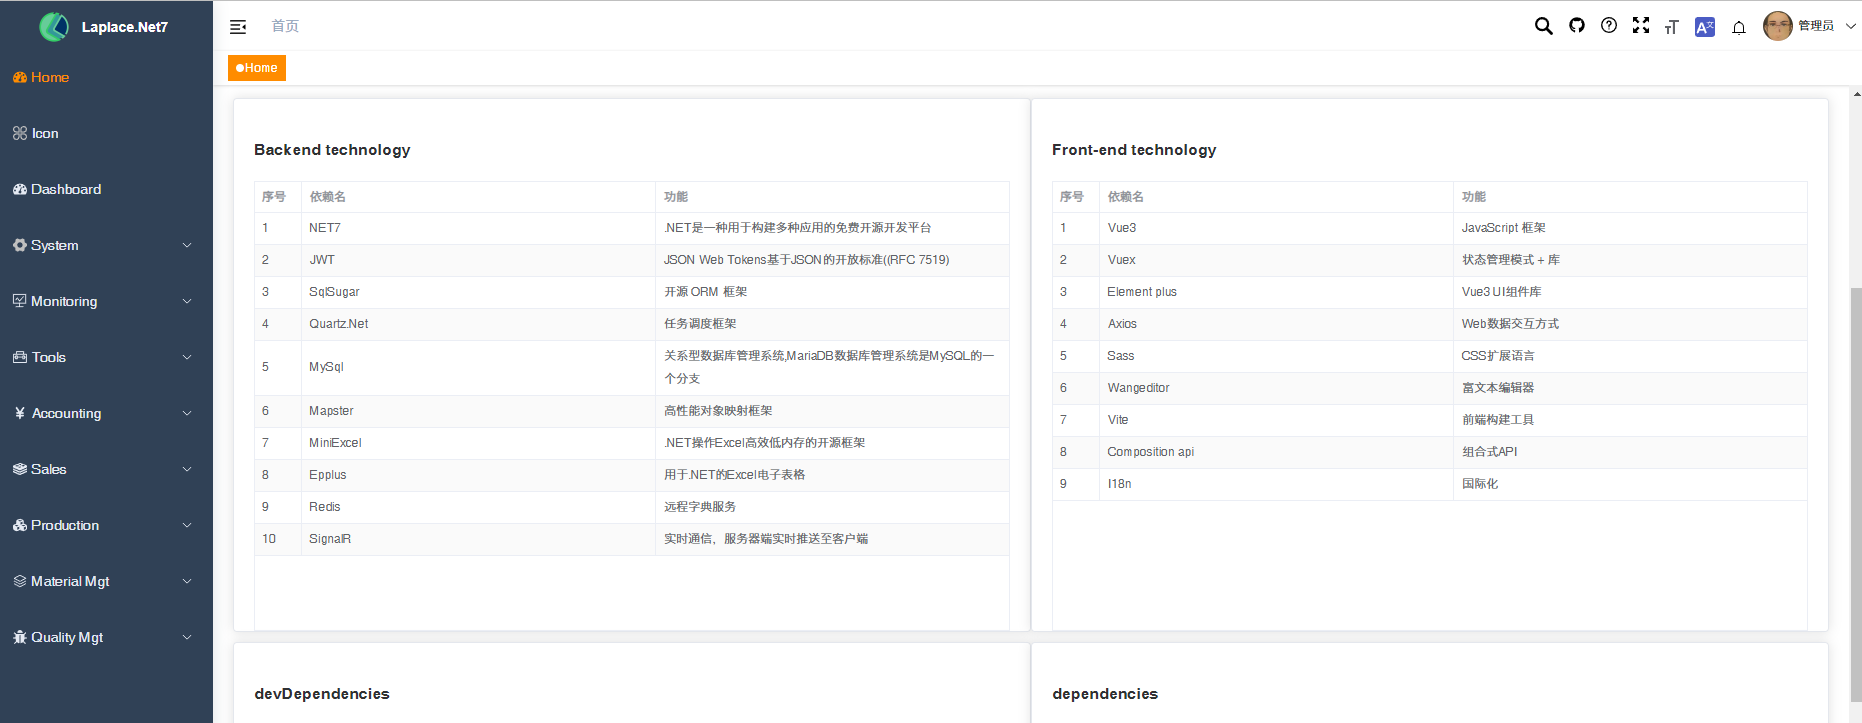 Laplace.Net7
首页
管理员
Home
Home
Icon
Dashboard
System
Monitoring
Tools
Accounting
Sales
Production
Material Mgt
Quality Mgt
Backend technology
序号 依赖名 功能
1 NET7 .NET是一种用于构建多种应用的免费开源开发平台
2 JWT JSON Web Tokens基于JSON的开放标准((RFC 7519)
3 SqlSugar 开源 ORM 框架
4 Quartz.Net 任务调度框架
5 MySql 关系型数据库管理系统,MariaDB数据库管理系统是MySQL的一
个分支
6 Mapster 高性能对象映射框架
7 MiniExcel .NET操作Excel高效低内存的开源框架
8 Epplus 用于.NET的Excel电子表格
9 Redis 远程字典服务
10 SignalR 实时通信，服务器端实时推送至客户端
Front-end technology
序号 依赖名 功能
1 Vue3 JavaScript 框架
2 Vuex 状态管理模式 + 库
3 Element plus Vue3 UI组件库
4 Axios Web数据交互方式
5 Sass CSS扩展语言
6 Wangeditor 富文本编辑器
7 Vite 前端构建工具
8 Composition api 组合式API
9 I18n 国际化
devDependencies
dependencies